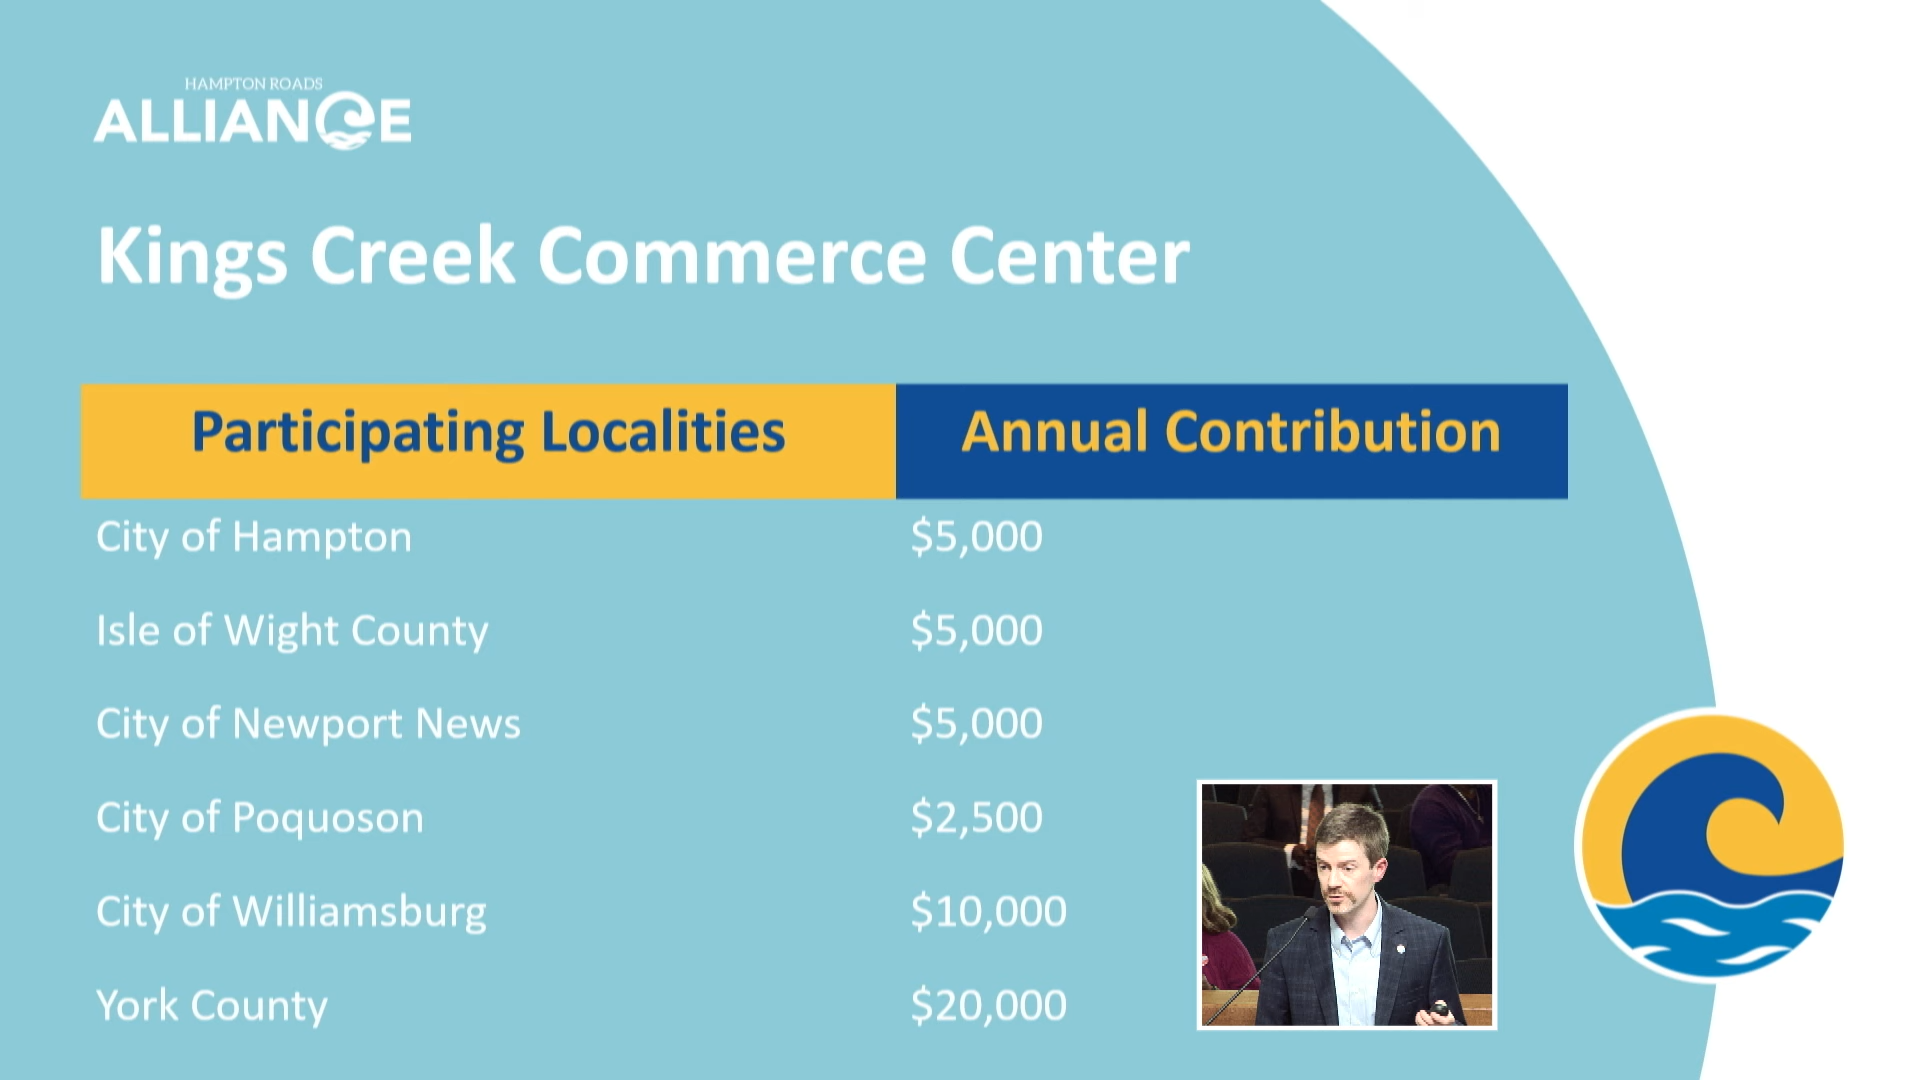 HAMPTON ROADS
ALLIANCE
Kings Creek Commerce Center
Participating Localities Annual Contribution
City of Hampton $5,000
Isle of Wight County $5,000
City of Newport News $5,000
City of Poquoson $2,500
City of Williamsburg $10,000
York County $20,000